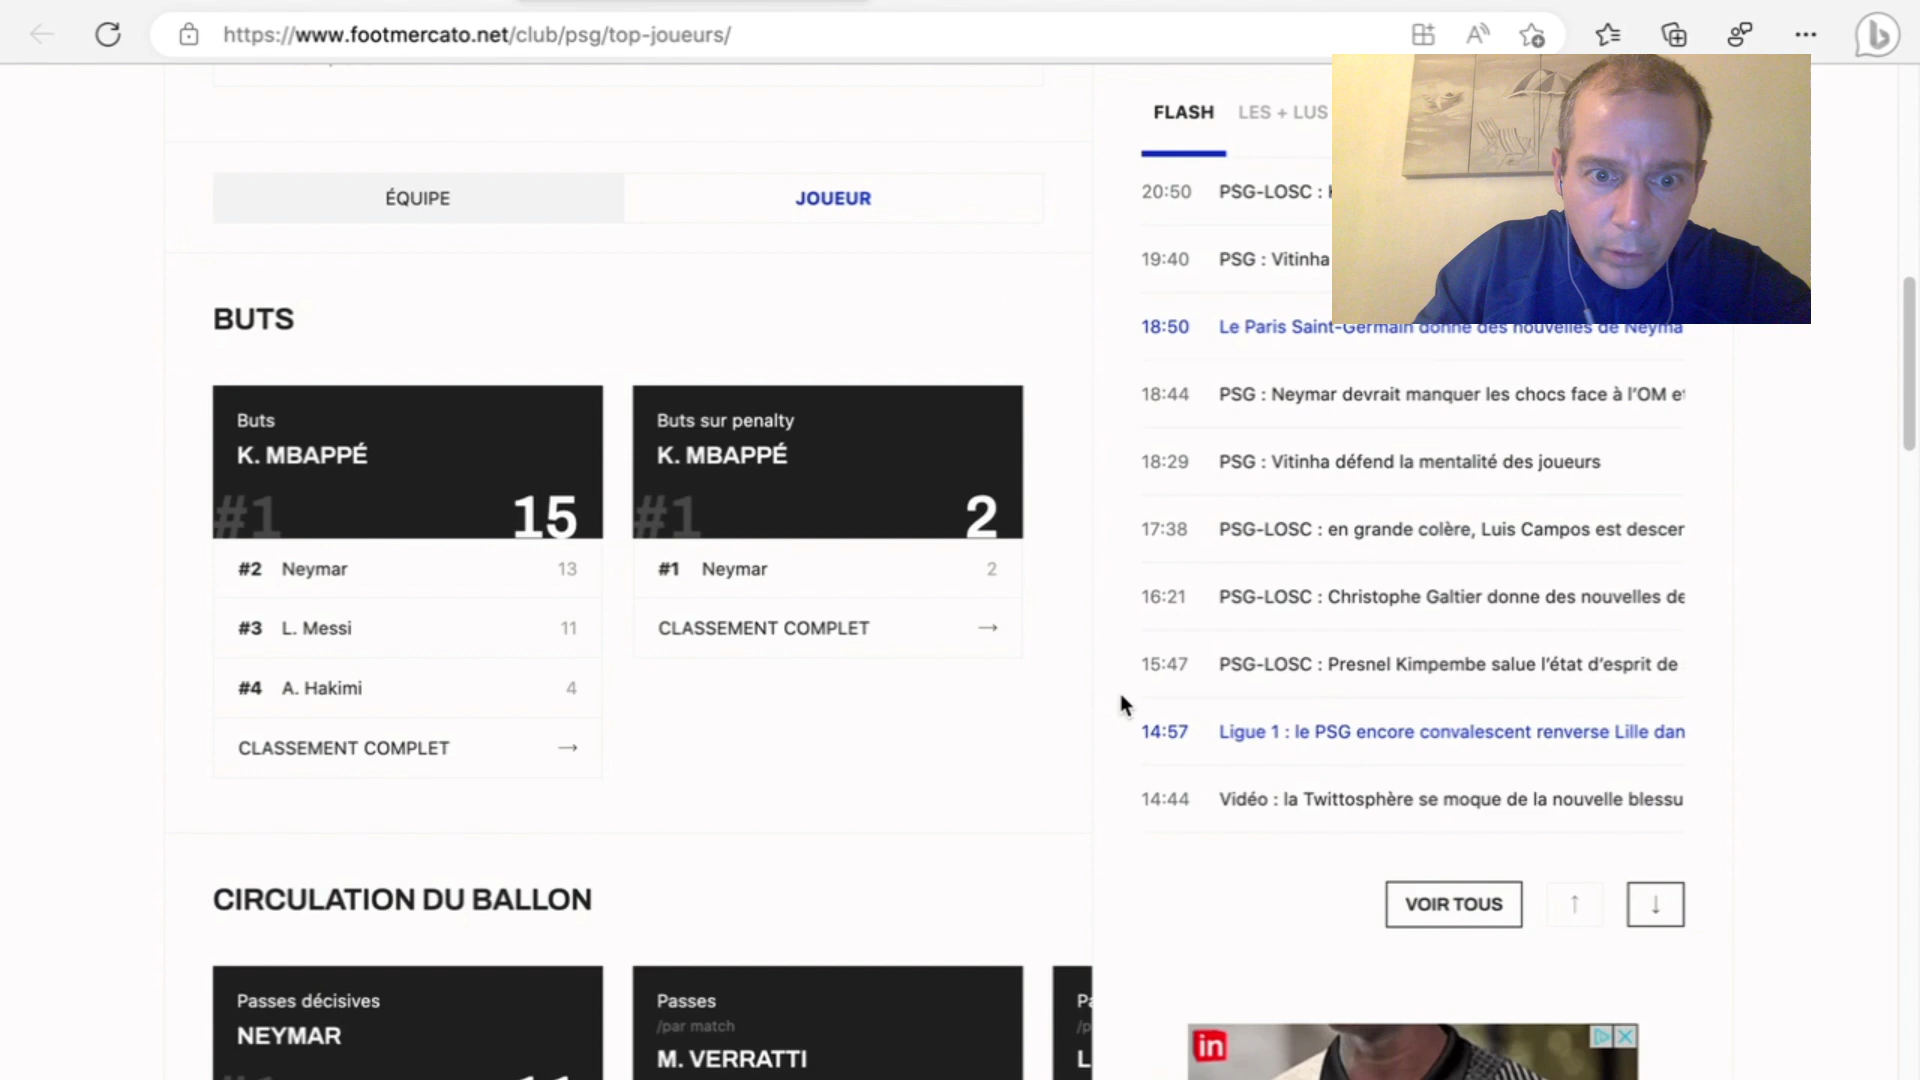 https://www.footmercato.net/club/psg/top-joueurs/
ÉQUIPE
JOUEUR
BUTS
Buts
K. MBAPPÉ
#1
15
#2 Neymar 13
#3 L. Messi 11
#4 A. Hakimi 4
CLASSEMENT COMPLET →
Buts sur penalty
K. MBAPPÉ
#1
2
#1 Neymar 2
CLASSEMENT COMPLET →
CIRCULATION DU BALLON
Passes décisives
NEYMAR
Passes
/par match
M. VERRATTI
Pa
/p
L
FLASH
LES + LUS
20:50 PSG-LOSC :
19:40 PSG : Vitinha
18:50 Le Paris Saint-Germain donne des nouvelles de Neyma
18:44 PSG : Neymar devrait manquer les chocs face à l'OM et
18:29 PSG : Vitinha défend la mentalité des joueurs
17:38 PSG-LOSC : en grande colère, Luis Campos est descen
16:21 PSG-LOSC : Christophe Galtier donne des nouvelles de
15:47 PSG-LOSC : Presnel Kimpembe salue l'état d'esprit de
14:57 Ligue 1 : le PSG encore convalescent renverse Lille dan
14:44 Vidéo : la Twittosphère se moque de la nouvelle blessu
VOIR TOUS ↑ ↓
in